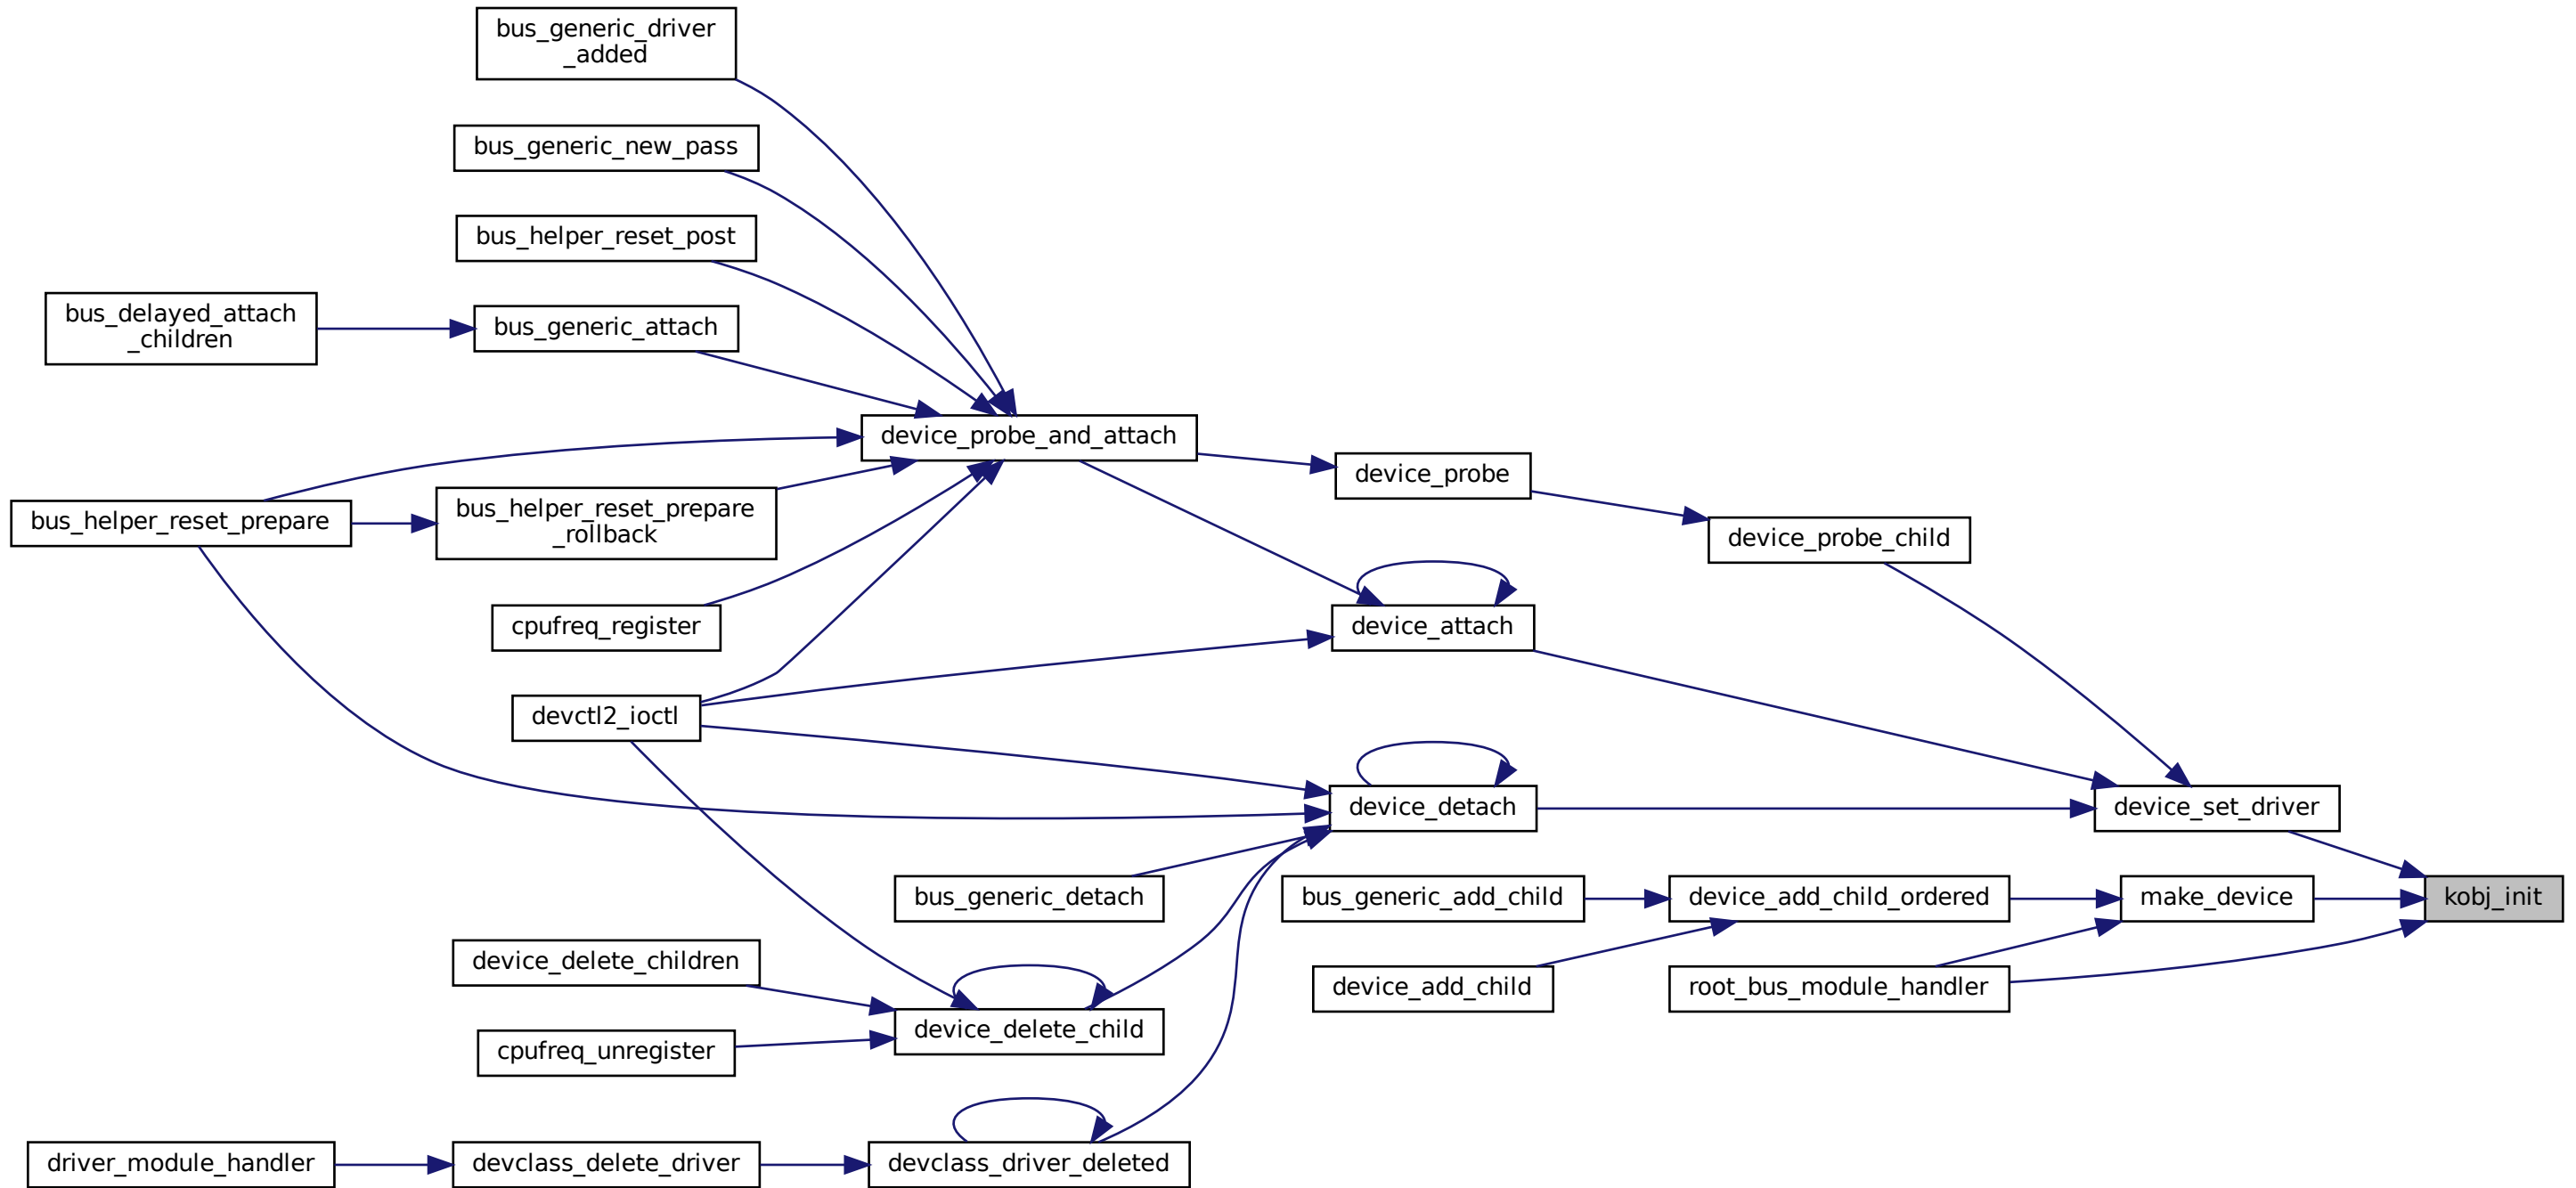 bus_generic_driver
_added
bus_generic_new_pass
bus_helper_reset_post
bus_delayed_attach
_children
bus_generic_attach
device_probe_and_attach
device_probe
bus_helper_reset_prepare
bus_helper_reset_prepare
_rollback
device_probe_child
cpufreq_register
device_attach
devctl2_ioctl
device_detach
device_set_driver
bus_generic_detach
bus_generic_add_child
device_add_child_ordered
make_device
kobj_init
device_delete_children
device_add_child
root_bus_module_handler
device_delete_child
cpufreq_unregister
driver_module_handler
devclass_delete_driver
devclass_driver_deleted